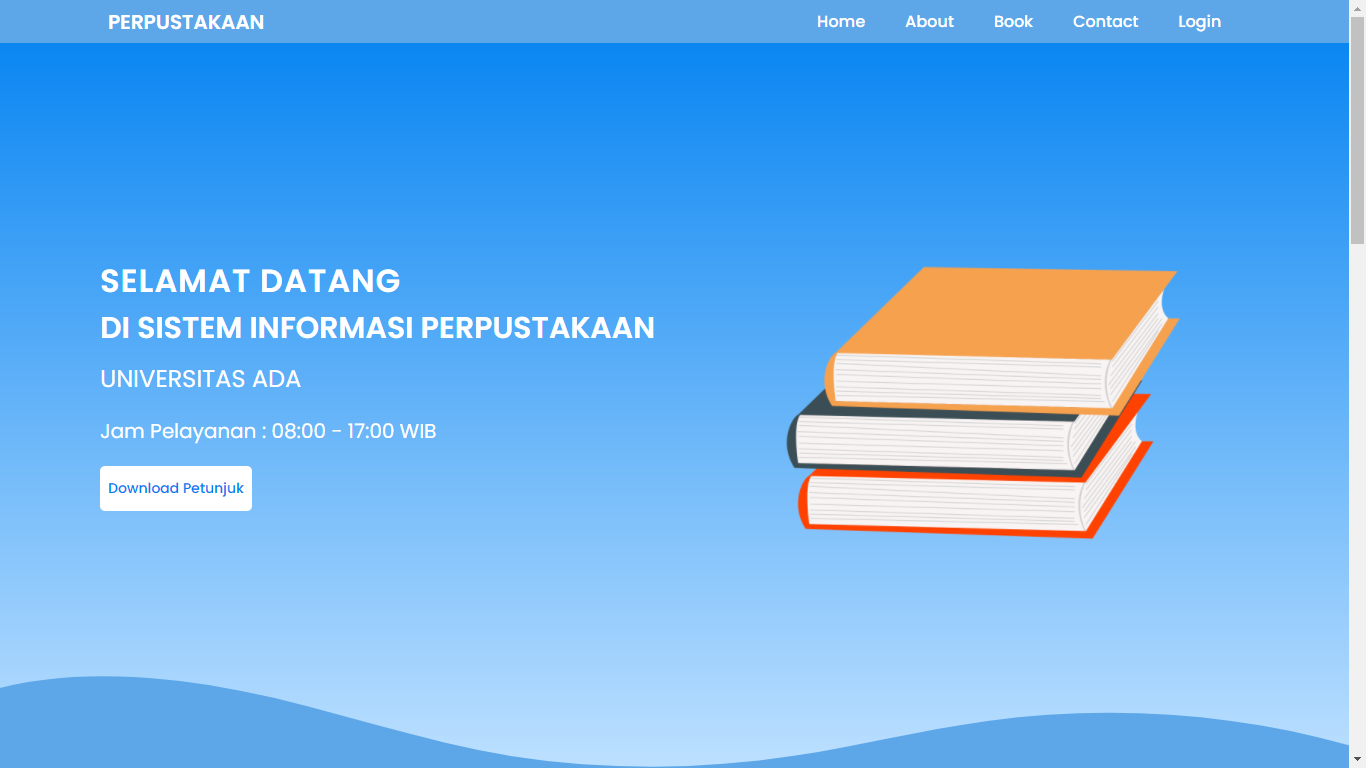 PERPUSTAKAAN
Home About Book Contact Login
SELAMAT DATANG
DI SISTEM INFORMASI PERPUSTAKAAN
UNIVERSITAS ADA
Jam Pelayanan : 08:00 - 17:00 WIB
Download Petunjuk